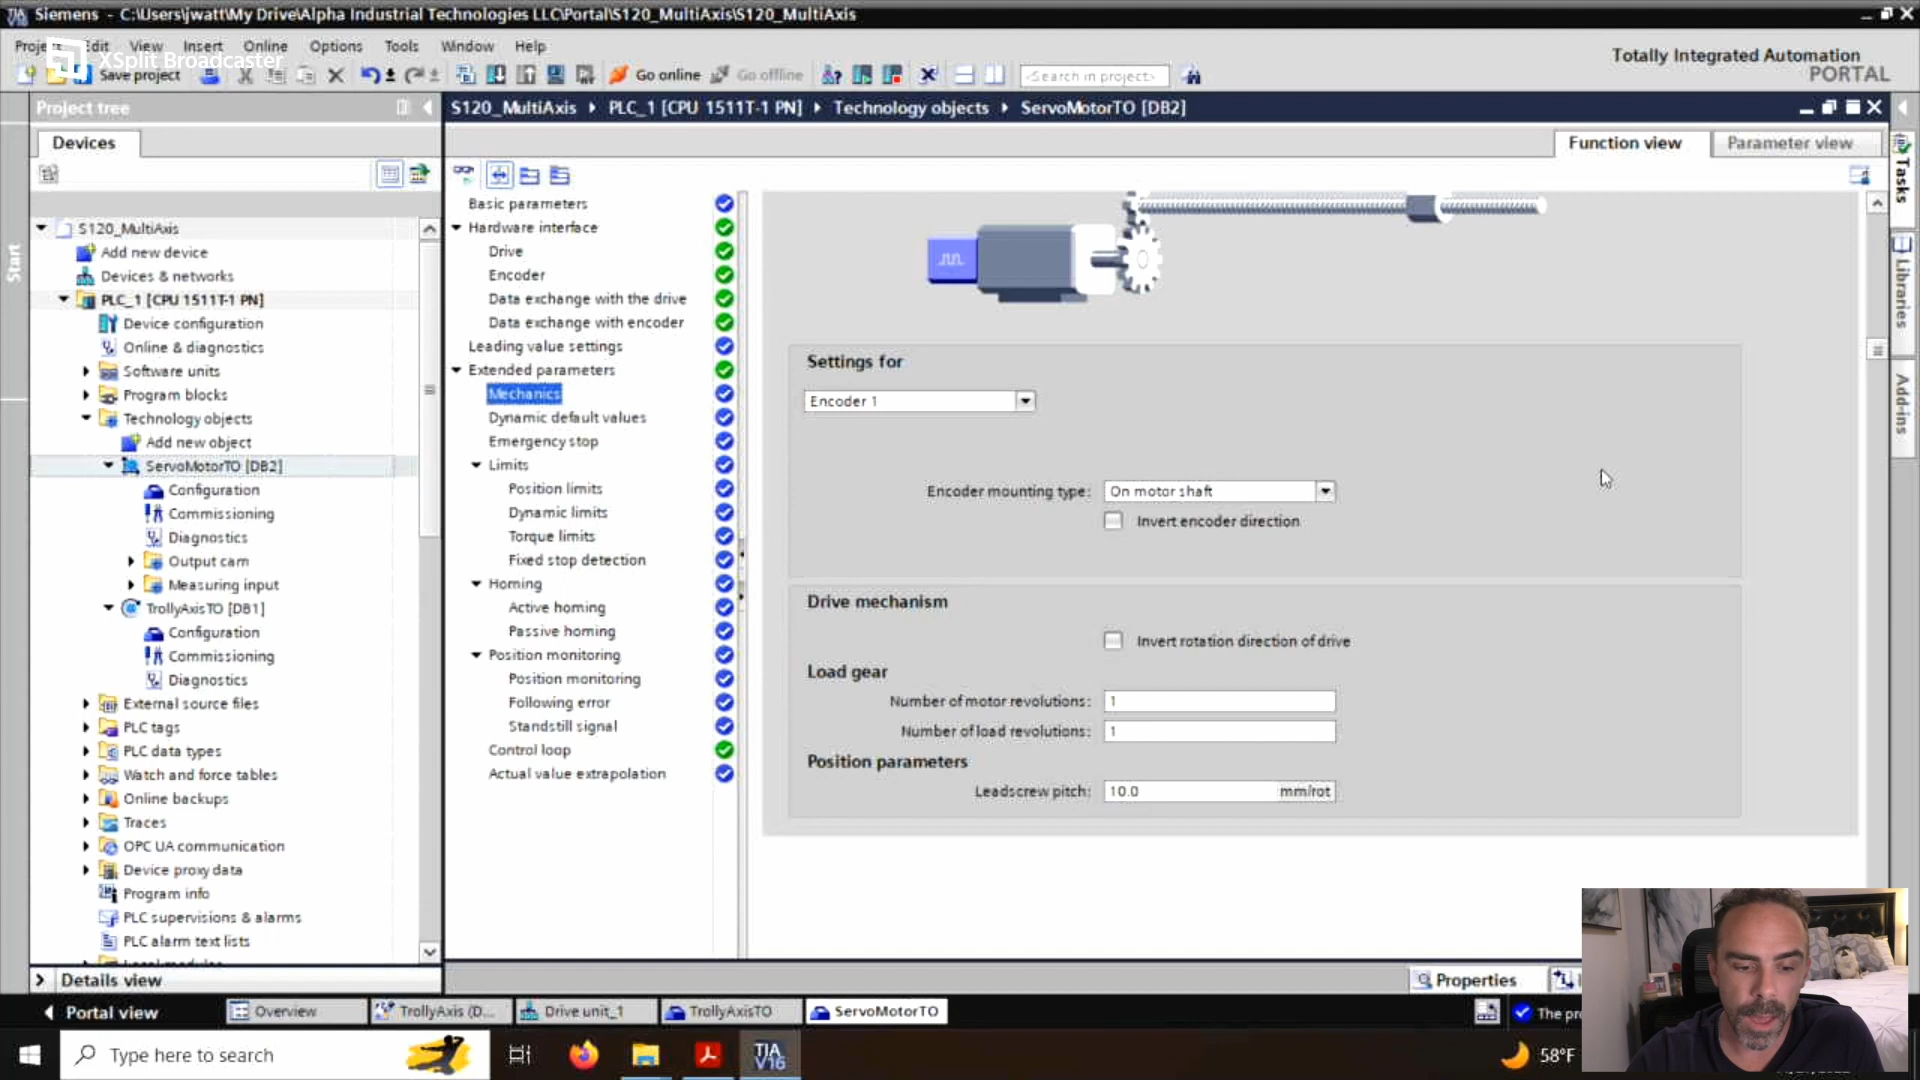 Siemens - C:\Users\jwatt\My Drive\Alpha Industrial Technologies LLC\Portal\S120_MultiAxis\S120_MultiAxis
Edit View Insert Online Options Tools Window Help
XSplit Broadcaster
Totally Integrated Automation
PORTAL
Save project
Go online
Go offline
<Search in project>
Project tree
S120_MultiAxis
PLC_1 [CPU 1511T-1 PN]
Technology objects
ServoMotorTO [DB2]
Devices
Function view
Parameter view
Start
S120_MultiAxis
Add new device
Devices & networks
PLC_1 [CPU 1511T-1 PN]
Device configuration
Online & diagnostics
Software units
Program blocks
Technology objects
Add new object
ServoMotorTO [DB2]
Configuration
Commissioning
Diagnostics
Output cam
Measuring input
TrollyAxisTO [DB1]
Configuration
Commissioning
Diagnostics
External source files
PLC tags
PLC data types
Watch and force tables
Online backups
Traces
OPC UA communication
Device proxy data
Program info
PLC supervisions & alarms
PLC alarm text lists
Details view
Basic parameters
Hardware interface
Drive
Encoder
Data exchange with the drive
Data exchange with encoder
Leading value settings
Extended parameters
Mechanics
Dynamic default values
Emergency stop
Limits
Position limits
Dynamic limits
Torque limits
Fixed stop detection
Homing
Active homing
Passive homing
Position monitoring
Position monitoring
Following error
Standstill signal
Control loop
Actual value extrapolation
Settings for
Encoder 1
Encoder mounting type: On motor shaft
Invert encoder direction
Drive mechanism
Invert rotation direction of drive
Load gear
Number of motor revolutions: 1
Number of load revolutions: 1
Position parameters
Leadscrew pitch: 10.0 mm/rot
Tasks
Libraries
Add-ins
Properties
Portal view
Overview
TrollyAxis (D...
Drive unit_1
TrollyAxisTO
ServoMotorTO
Type here to search
TIA
V16
58°F